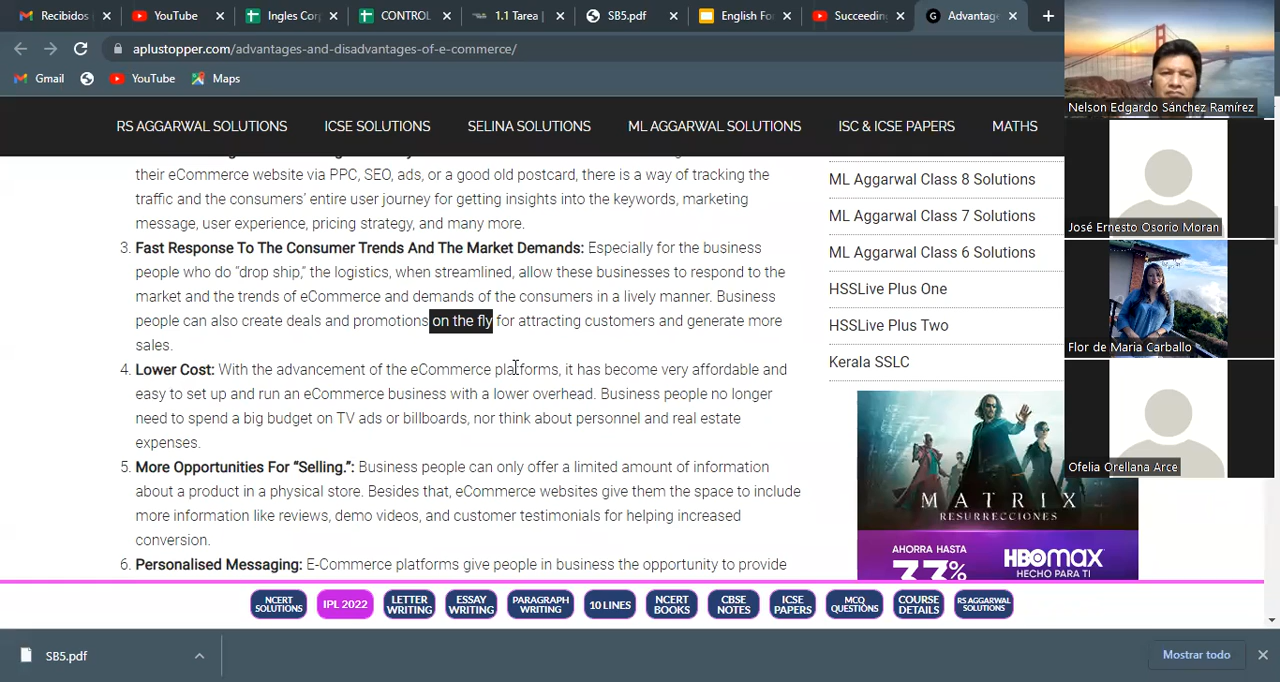 Recibidos
YouTube
Ingles Cor
CONTROL
1.1 Tarea
SB5.pdf
English Fo
Succeeding
Advantag
aplustopper.com/advantages-and-disadvantages-of-e-commerce/
Gmail
YouTube
Maps
RS AGGARWAL SOLUTIONS
ICSE SOLUTIONS
SELINA SOLUTIONS
ML AGGARWAL SOLUTIONS
ISC & ICSE PAPERS
MATHS
their eCommerce website via PPC, SEO, ads, or a good old postcard, there is a way of tracking the
traffic and the consumers' entire user journey for getting insights into the keywords, marketing
message, user experience, pricing strategy, and many more.
3. Fast Response To The Consumer Trends And The Market Demands: Especially for the business
people who do "drop ship," the logistics, when streamlined, allow these businesses to respond to the
market and the trends of eCommerce and demands of the consumers in a lively manner. Business
people can also create deals and promotions on the fly for attracting customers and generate more
sales.
4. Lower Cost: With the advancement of the eCommerce platforms, it has become very affordable and
easy to set up and run an eCommerce business with a lower overhead. Business people no longer
need to spend a big budget on TV ads or billboards, nor think about personnel and real estate
expenses.
5. More Opportunities For “Selling.”: Business people can only offer a limited amount of information
about a product in a physical store. Besides that, eCommerce websites give them the space to include
more information like reviews, demo videos, and customer testimonials for helping increased
conversion.
6. Personalised Messaging: E-Commerce platforms give people in business the opportunity to provide
ML Aggarwal Class 8 Solutions
ML Aggarwal Class 7 Solutions
ML Aggarwal Class 6 Solutions
HSSLive Plus One
HSSLive Plus Two
Kerala SSLC
MATRIX
RESURRECCIONES
AHORA HASTA
33%
HBOMAX
HECHO PARA TI
Nelson Edgardo Sánchez Ramírez
José Ernesto Osorio Moran
Flor de Maria Carballo
Ofelia Orellana Arce
NCERT SOLUTIONS
IPL 2022
LETTER WRITING
ESSAY WRITING
PARAGRAPH WRITING
10 LINES
NCERT BOOKS
CBSE NOTES
ICSE PAPERS
MCQ QUESTIONS
COURSE DETAILS
RS AGGARWAL SOLUTIONS
SB5.pdf
Mostrar todo